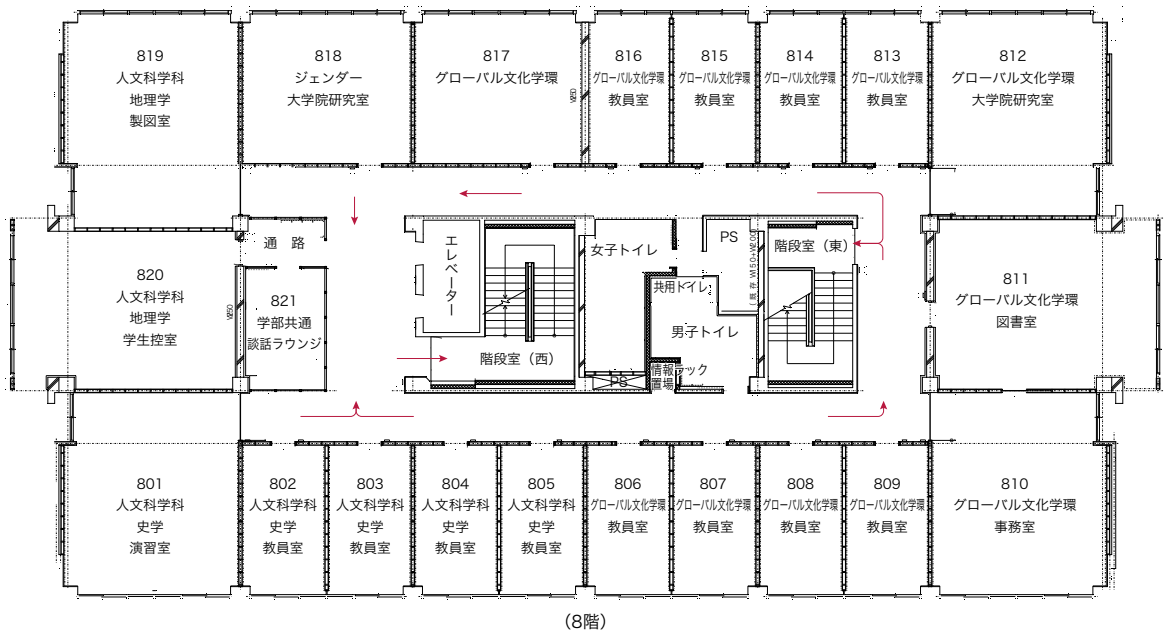 819
人文科学科
地理学
製図室
818
ジェンダー
大学院研究室
817
グローバル文化学環
816
グローバル文化学環
教員室
815
グローバル文化学環
教員室
814
グローバル文化学環
教員室
813
グローバル文化学環
教員室
812
グローバル文化学環
大学院研究室
W250
通 路
エレベーター
女子トイレ
PS
(既存W150+W200)
階段室(東)
820
人文科学科
地理学
学生控室
W250
821
学部共通
談話ラウンジ
共用トイレ
男子トイレ
階段室(西)
PS
情報ラック
置場
811
グローバル文化学環
図書室
801
人文科学科
史学
演習室
802
人文科学科
史学
教員室
803
人文科学科
史学
教員室
804
人文科学科
史学
教員室
805
人文科学科
史学
教員室
806
グローバル文化学環
教員室
807
グローバル文化学環
教員室
808
グローバル文化学環
教員室
809
グローバル文化学環
教員室
810
グローバル文化学環
事務室
(8階)